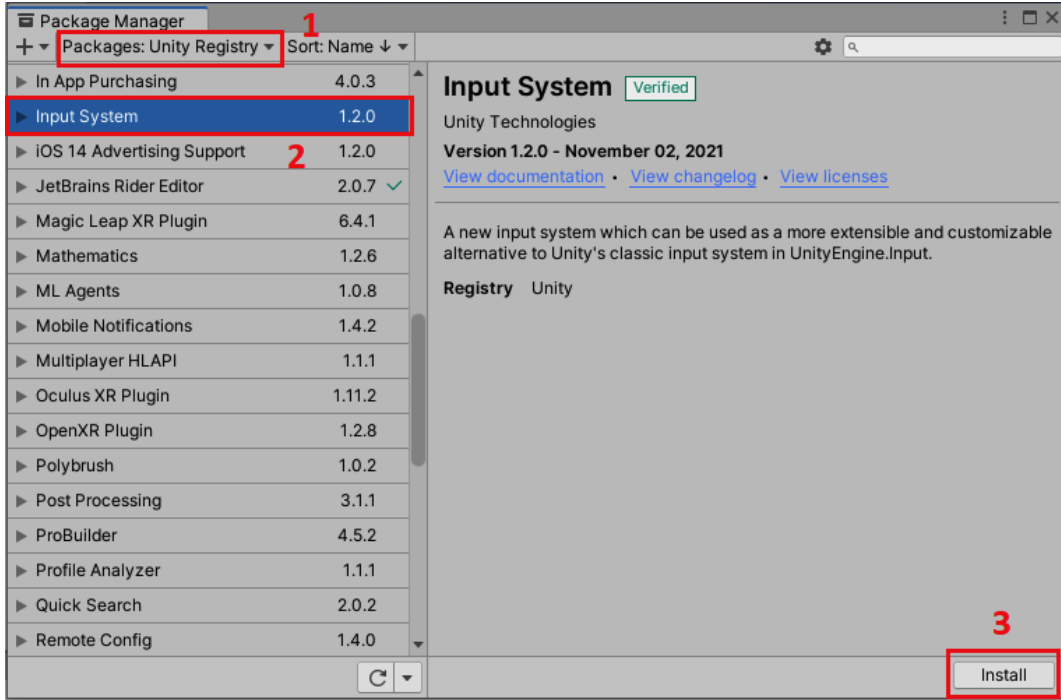 Package Manager
1
Packages: Unity Registry
Sort: Name ↓
In App Purchasing 4.0.3
Input System 1.2.0
2
iOS 14 Advertising Support 1.2.0
JetBrains Rider Editor 2.0.7
Magic Leap XR Plugin 6.4.1
Mathematics 1.2.6
ML Agents 1.0.8
Mobile Notifications 1.4.2
Multiplayer HLAPI 1.1.1
Oculus XR Plugin 1.11.2
OpenXR Plugin 1.2.8
Polybrush 1.0.2
Post Processing 3.1.1
ProBuilder 4.5.2
Profile Analyzer 1.1.1
Quick Search 2.0.2
Remote Config 1.4.0
Input System Verified
Unity Technologies
Version 1.2.0 - November 02, 2021
View documentation • View changelog • View licenses
A new input system which can be used as a more extensible and customizable
alternative to Unity's classic input system in UnityEngine.Input.
Registry Unity
3
Install